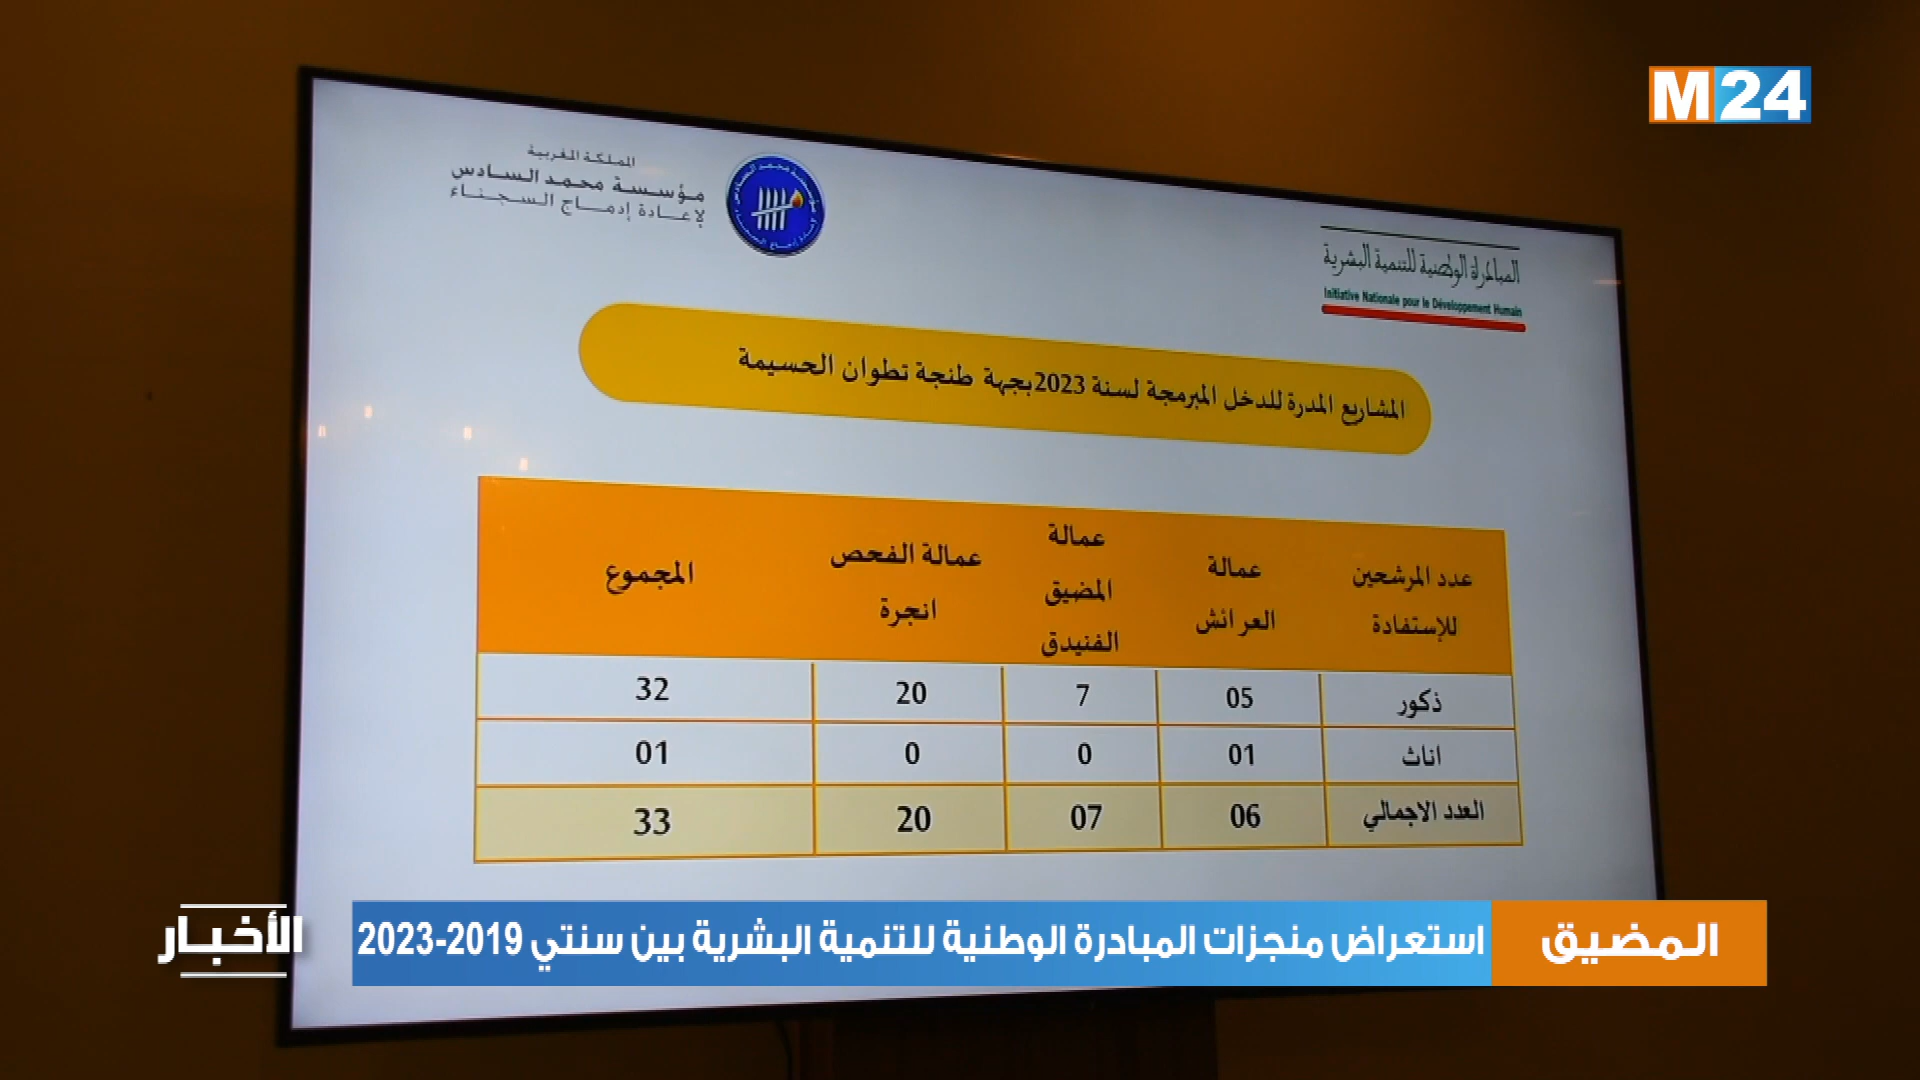 M24
المملكة المغربية
مؤسسة محمد السادس
لإعادة إدماج السجناء
المبادرة الوطنية للتنمية البشرية
Initiative Nationale pour le Développement Humain
المشاريع المدرة للدخل المبرمجة لسنة 2023بجهة طنجة تطوان الحسيمة
عدد المرشحين للإستفادة عمالة العرائش عمالة المضيق الفنيدق عمالة الفحص انجرة المجموع
ذكور 05 7 20 32
اناث 01 0 0 01
العدد الاجمالي 06 07 20 33
المضيق استعراض منجزات المبادرة الوطنية للتنمية البشرية بين سنتي 2019-2023
الأخبار